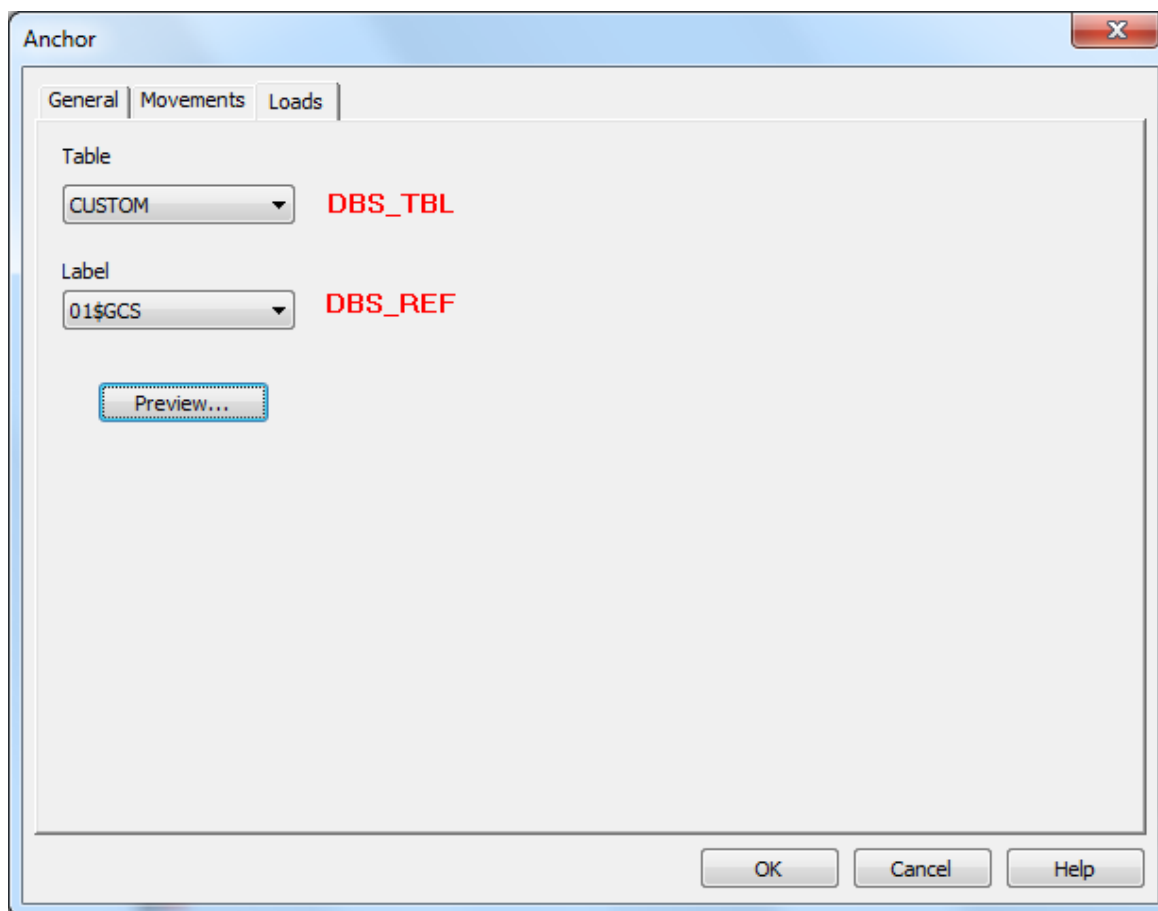 Anchor
General Movements Loads
Table
CUSTOM DBS_TBL
Label
01$GCS DBS_REF
Preview...
OK Cancel Help